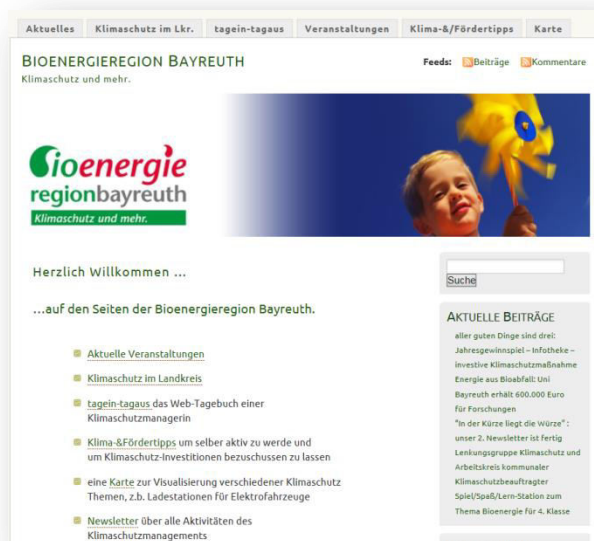 Aktuelles Klimaschutz im Lkr. tagein-tagaus Veranstaltungen Klima-&/Fördertipps Karte
BIOENERGIEREGION BAYREUTH
Klimaschutz und mehr.
Feeds: Beiträge Kommentare
Bioenergie
regionbayreuth
Klimaschutz und mehr.
Herzlich Willkommen ...
...auf den Seiten der Bioenergieregion Bayreuth.
Aktuelle Veranstaltungen
Klimaschutz im Landkreis
tagein-tagaus das Web-Tagebuch einer
Klimaschutzmanagerin
Klima-&Fördertipps um selber aktiv zu werde und
um Klimaschutz-Investitionen bezuschussen zu lassen
eine Karte zur Visualisierung verschiedener Klimaschutz
Themen, z.b. Ladestationen für Elektrofahrzeuge
Newsletter über alle Aktivitäten des
Klimaschutzmanagements
Suche
AKTUELLE BEITRÄGE
aller guten Dinge sind drei:
Jahresgewinnspiel – Infotheke –
investive Klimaschutzmaßnahme
Energie aus Bioabfall: Uni
Bayreuth erhält 600.000 Euro
für Forschungen
"In der Kürze liegt die Würze" :
unser 2. Newsletter ist fertig
Lenkungsgruppe Klimaschutz und
Arbeitskreis kommunaler
Klimaschutzbeauftragter
Spiel/Spaß/Lern-Station zum
Thema Bioenergie für 4. Klasse